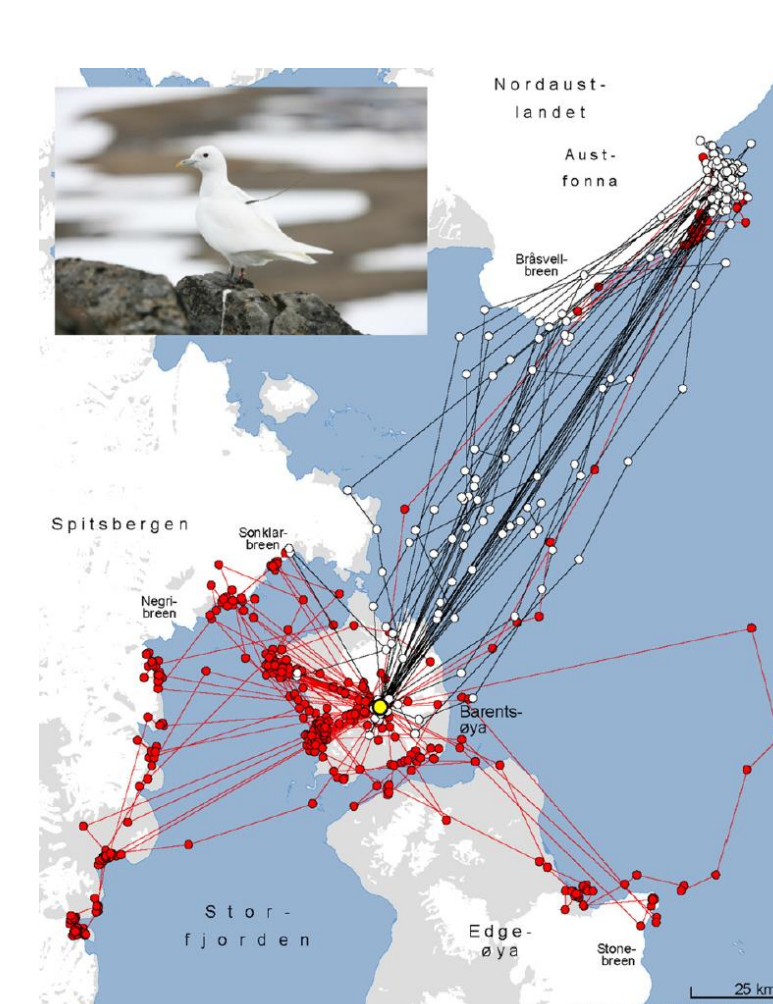 Nordaust-
landet
Aust-
fonna
Bråsvell-
breen
Spitsbergen
Sonklar-
breen
Negri-
breen
Barents-
øya
Stor-
fjorden
Edge-
øya
Stone-
breen
25 km